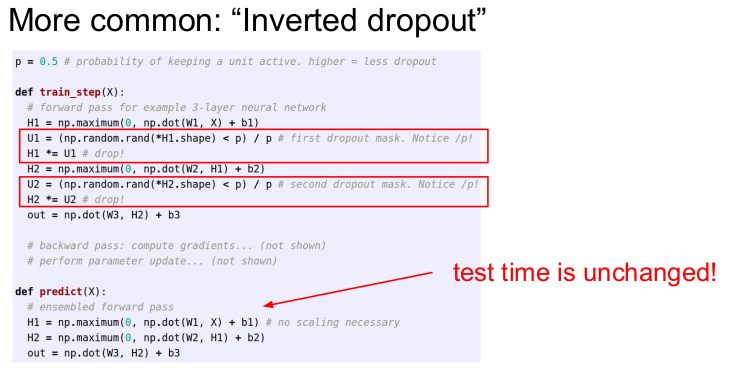 More common: “Inverted dropout”
p = 0.5 # probability of keeping a unit active. higher = less dropout
def train_step(X):
# forward pass for example 3-layer neural network
H1 = np.maximum(0, np.dot(W1, X) + b1)
U1 = (np.random.rand(*H1.shape) < p) / p # first dropout mask. Notice /p!
H1 *= U1 # drop!
H2 = np.maximum(0, np.dot(W2, H1) + b2)
U2 = (np.random.rand(*H2.shape) < p) / p # second dropout mask. Notice /p!
H2 *= U2 # drop!
out = np.dot(W3, H2) + b3
# backward pass: compute gradients... (not shown)
# perform parameter update... (not shown)
test time is unchanged!
def predict(X):
# ensembled forward pass
H1 = np.maximum(0, np.dot(W1, X) + b1) # no scaling necessary
H2 = np.maximum(0, np.dot(W2, H1) + b2)
out = np.dot(W3, H2) + b3